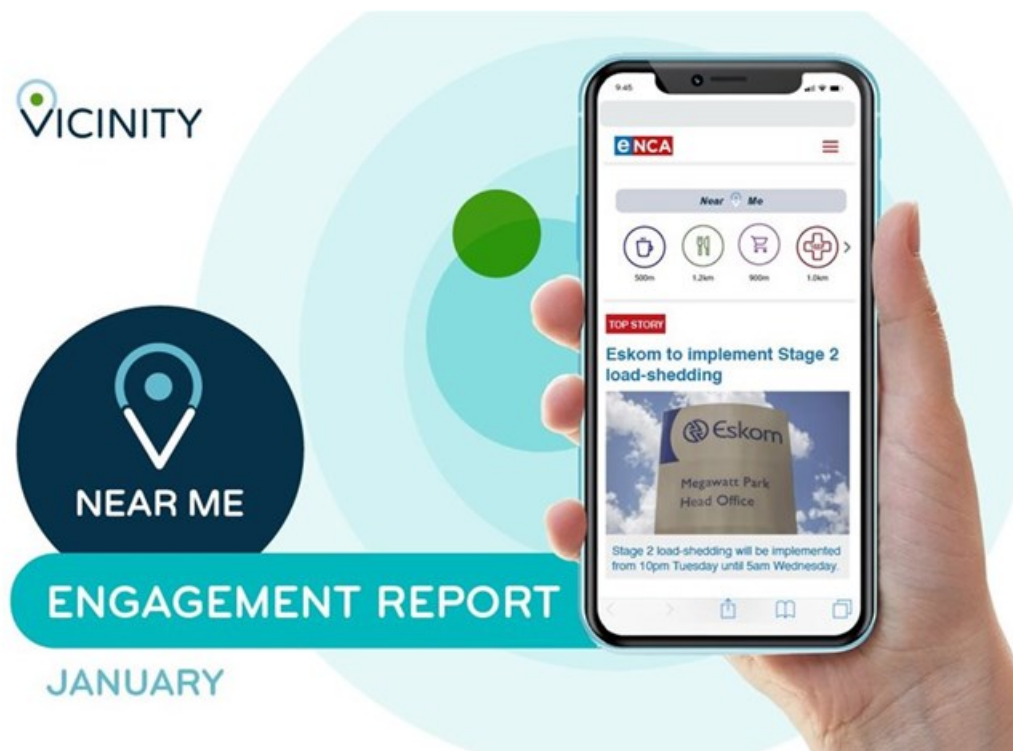 VICINITY
NEAR ME
ENGAGEMENT REPORT
JANUARY
9:45
eNCA
Near Me
500m
1.2km
900m
1.0km
TOP STORY
Eskom to implement Stage 2
load-shedding
Eskom
Megawatt Park
Head Office
Stage 2 load-shedding will be implemented
from 10pm Tuesday until 5am Wednesday.